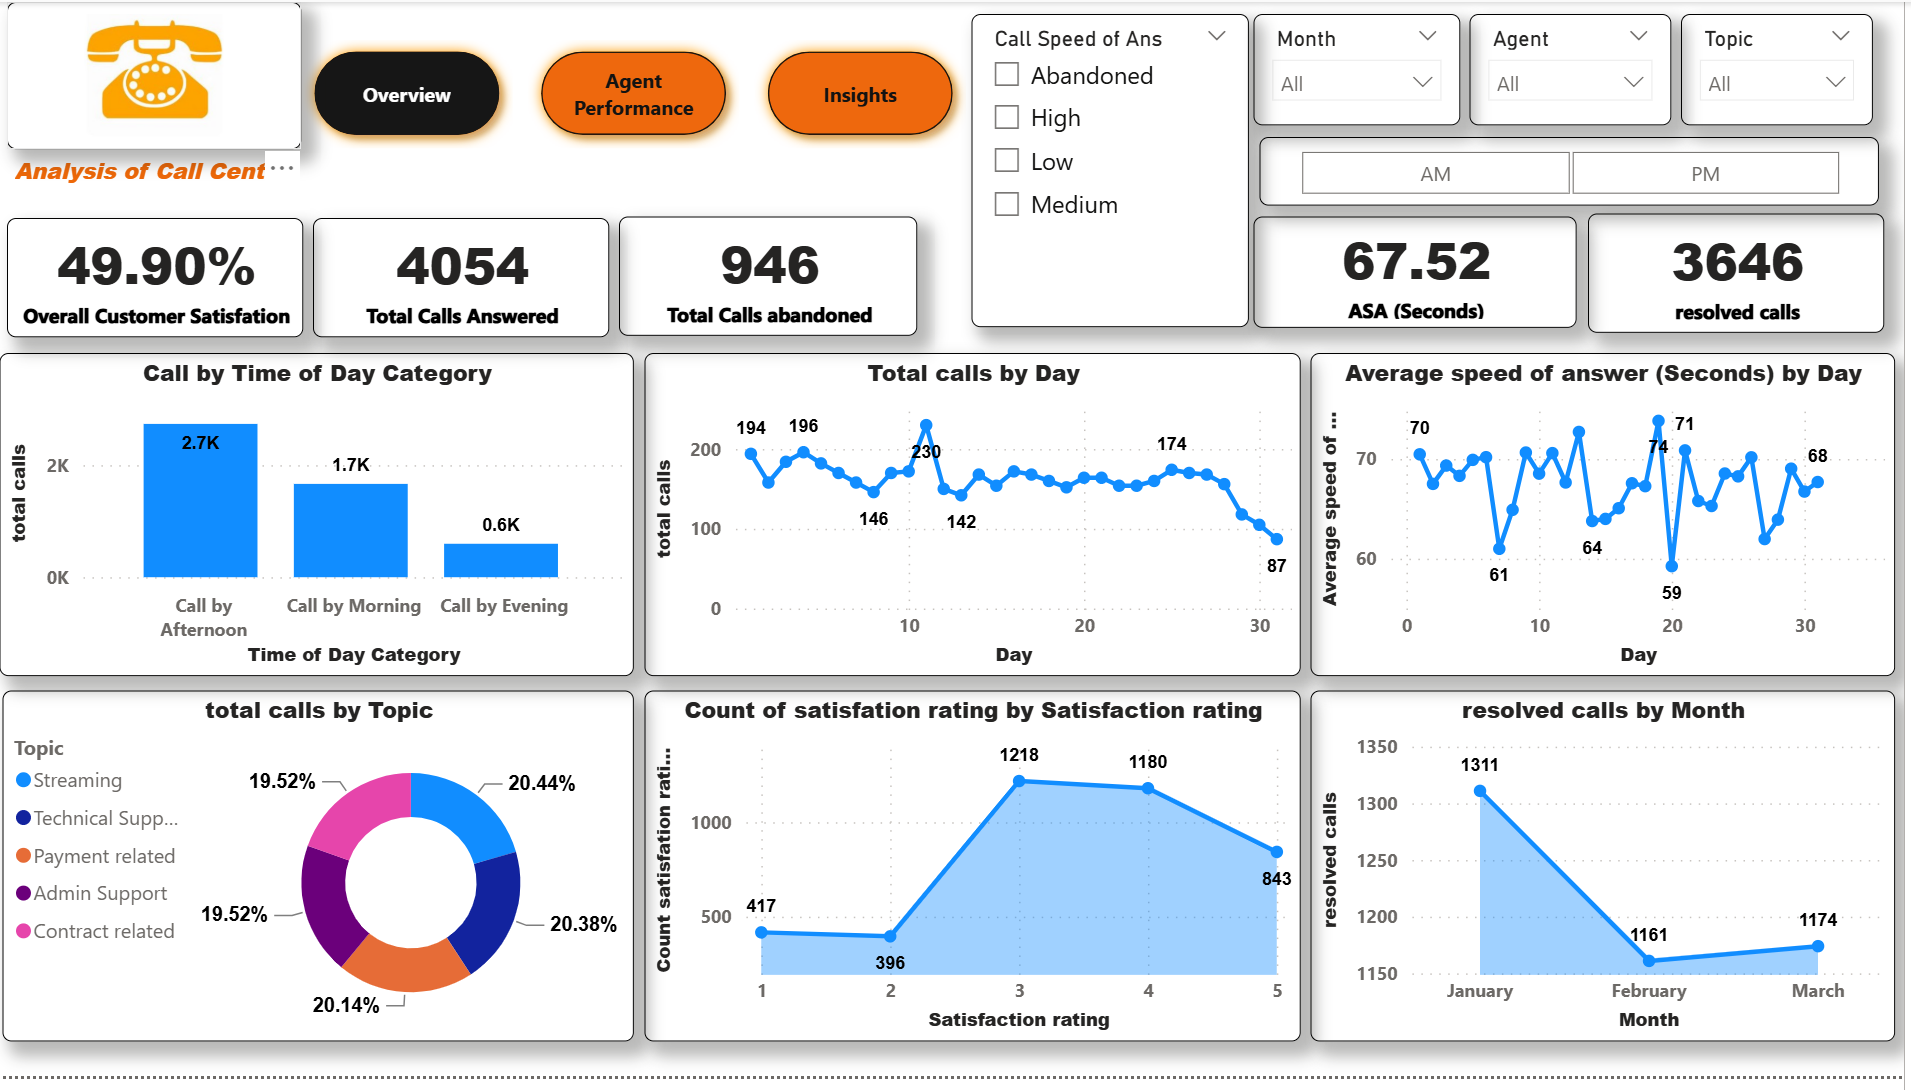 Overview
Agent
Performance
Insights
Call Speed of Ans
Abandoned
High
Low
Medium
Month
All
Agent
All
Topic
All
AM
PM
Analysis of Call Cent
...
49.90%
Overall Customer Satisfation
4054
Total Calls Answered
946
Total Calls abandoned
67.52
ASA (Seconds)
3646
resolved calls
Call by Time of Day Category
total calls
2K
0K
2.7K
1.7K
0.6K
Call by
Afternoon
Call by Morning
Call by Evening
Time of Day Category
Total calls by Day
total calls
200
100
0
194
196
146
230
142
174
87
10
20
30
Day
Average speed of answer (Seconds) by Day
Average speed of ...
70
60
70
61
64
74
59
71
68
0
10
20
30
Day
total calls by Topic
Topic
Streaming
Technical Supp...
Payment related
Admin Support
Contract related
19.52%
20.44%
19.52%
20.38%
20.14%
Count of satisfation rating by Satisfaction rating
Count satisfation rati...
1000
500
417
396
1218
1180
843
1
2
3
4
5
Satisfaction rating
resolved calls by Month
resolved calls
1350
1300
1250
1200
1150
1311
1161
1174
January
February
March
Month